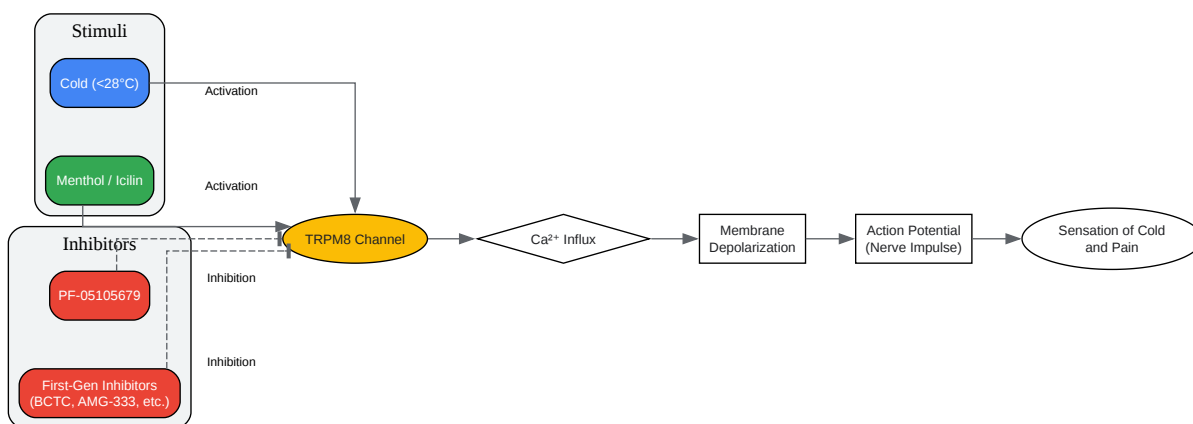 Stimuli
Cold (<28°C)
Activation
Menthol / Icilin
Activation
Inhibitors
TRPM8 Channel
Ca²⁺ Influx
Membrane
Depolarization
Action Potential
(Nerve Impulse)
Sensation of Cold
and Pain
PF-05105679
Inhibition
First-Gen Inhibitors
(BCTC, AMG-333, etc.)
Inhibition